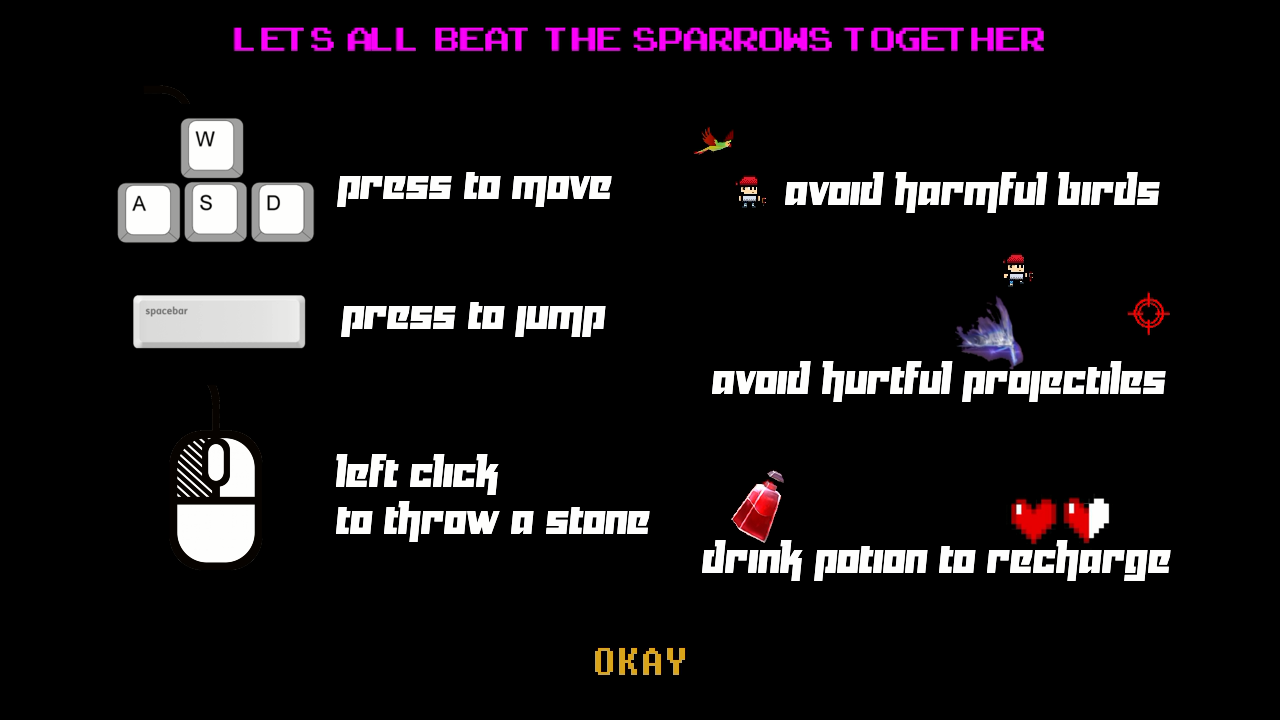 LETS ALL BEAT THE SPARROWS TOGETHER
W
A S D
press to move
avoid harmful birds
spacebar
press to jump
avoid hurtful projectiles
left click
to throw a stone
drink potion to recharge
OKAY